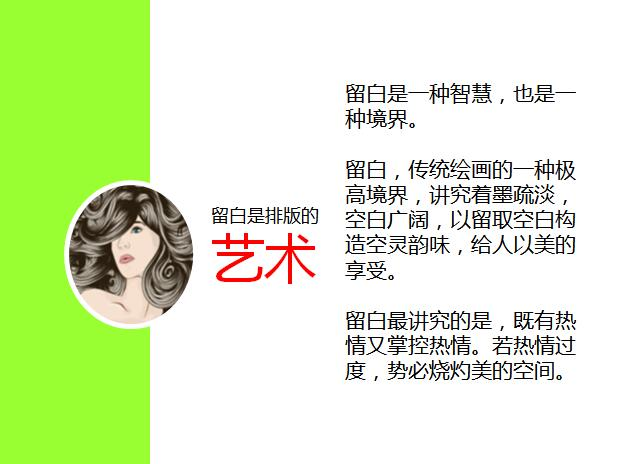 留白是排版的
艺术
留白是一种智慧，也是一
种境界。
留白，传统绘画的一种极
高境界，讲究着墨疏淡，
空白广阔，以留取空白构
造空灵韵味，给人以美的
享受。
留白最讲究的是，既有热
情又掌控热情。若热情过
度，势必烧灼美的空间。